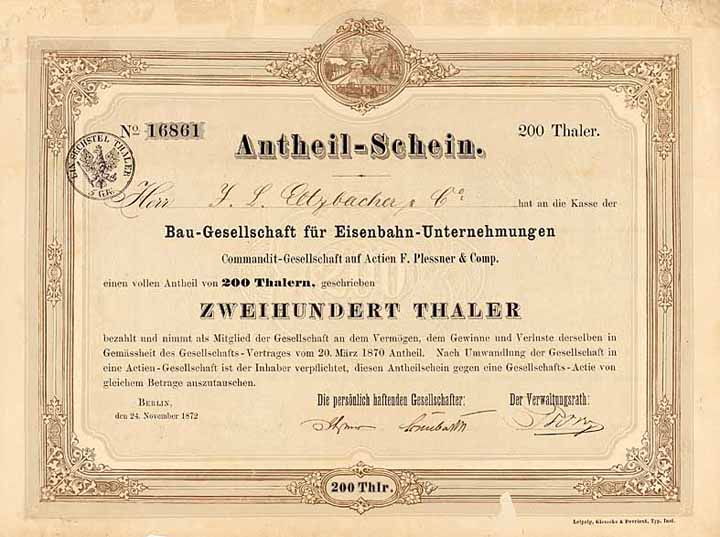 No 16861
200 Thaler.
EIN SECHSTEL THALER
5 GR.
Antheil-Schein.
Herr J. L. Eltzbacher & Co. hat an die Kasse der
Bau-Gesellschaft für Eisenbahn-Unternehmungen
Commandit-Gesellschaft auf Actien F. Plessner & Comp.
einen vollen Antheil von 200 Thalern, geschrieben
ZWEIHUNDERT THALER
bezahlt und nimmt als Mitglied der Gesellschaft an dem Vermögen, dem Gewinne und Verluste derselben in
Gemässheit des Gesellschafts-Vertrages vom 20. März 1870 Antheil. Nach Umwandlung der Gesellschaft in
eine Actien-Gesellschaft ist der Inhaber verpflichtet, diesen Antheilschein gegen eine Gesellschafts-Actie von
gleichem Betrage auszutauschen.
Berlin,
den 24. November 1872
Die persönlich haftenden Gesellschafter:
Der Verwaltungsrath:
200 Thlr.
Leipzig, Giesecke & Devrient, Typ. Inst.